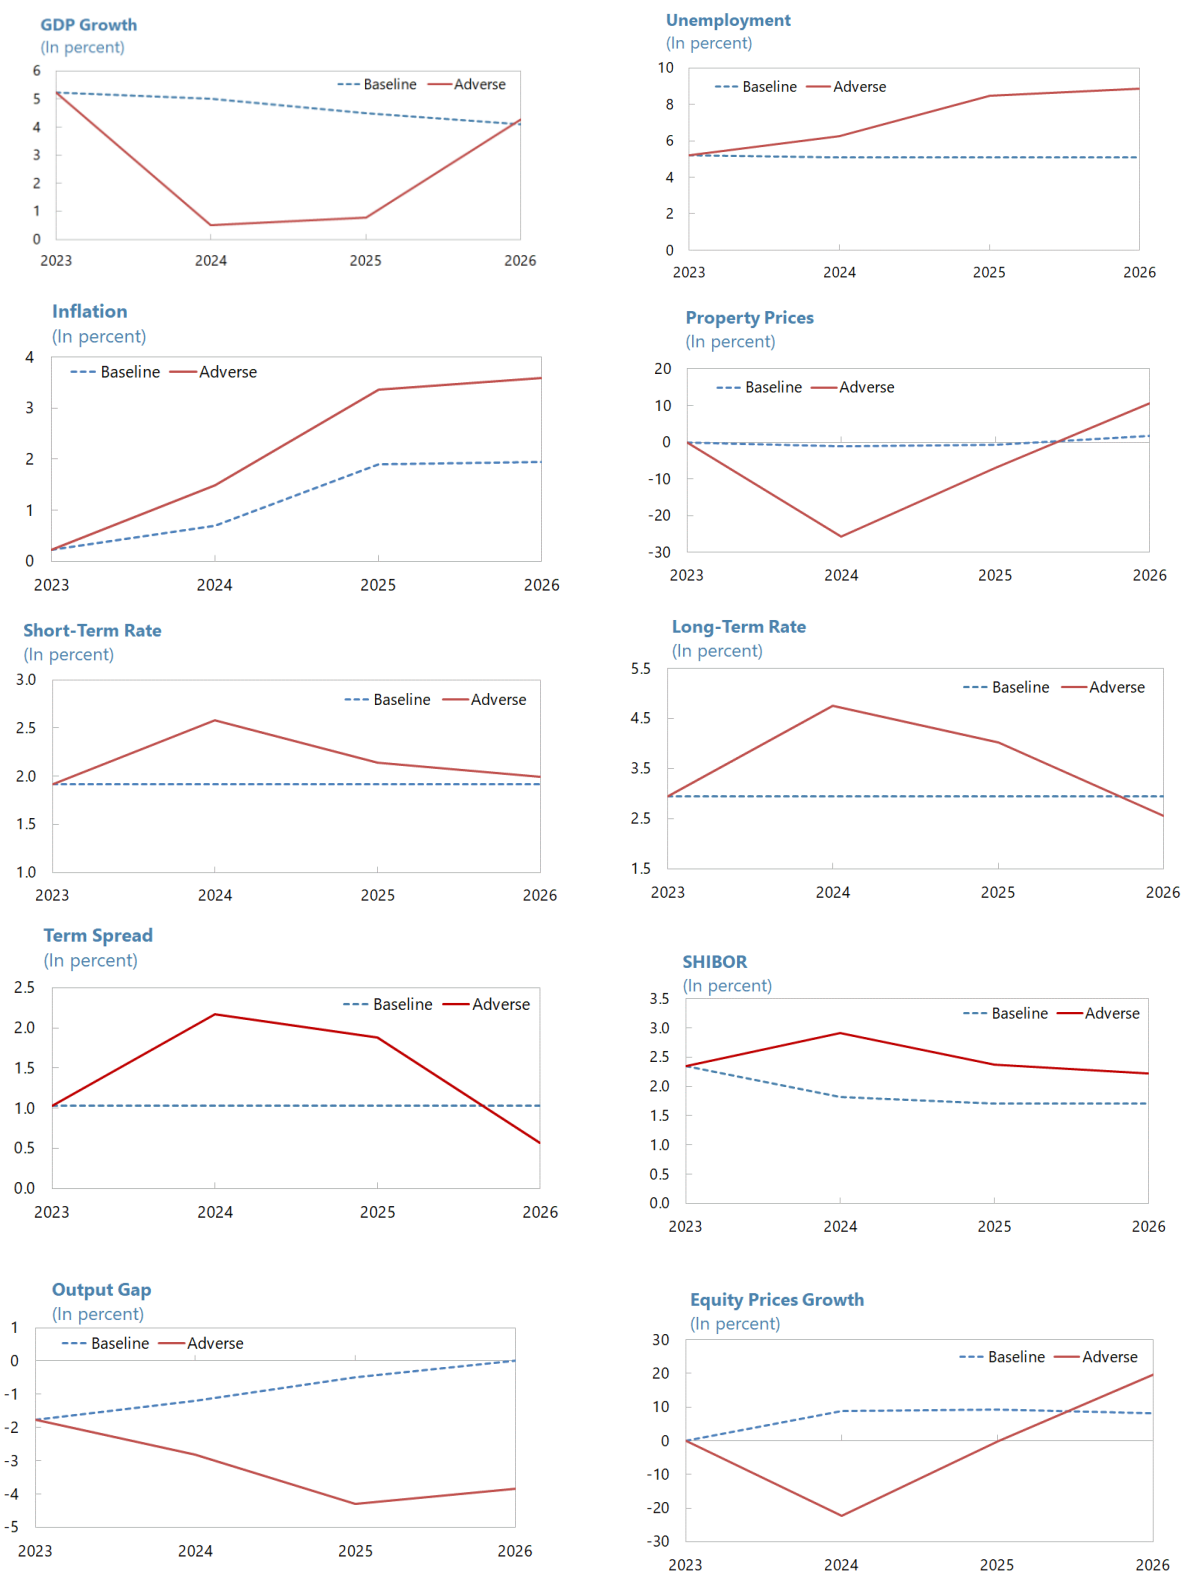 GDP Growth
(In percent)
Baseline Adverse
6
5
4
3
2
1
0
2023 2024 2025 2026
Unemployment
(In percent)
Baseline Adverse
10
8
6
4
2
0
2023 2024 2025 2026
Inflation
(In percent)
Baseline Adverse
4
3
2
1
0
2023 2024 2025 2026
Property Prices
(In percent)
Baseline Adverse
20
10
0
-10
-20
-30
2023 2024 2025 2026
Short-Term Rate
(In percent)
Baseline Adverse
3.0
2.5
2.0
1.5
1.0
2023 2024 2025 2026
Long-Term Rate
(In percent)
Baseline Adverse
5.5
4.5
3.5
2.5
1.5
2023 2024 2025 2026
Term Spread
(In percent)
Baseline Adverse
2.5
2.0
1.5
1.0
0.5
0.0
2023 2024 2025 2026
SHIBOR
(In percent)
Baseline Adverse
3.5
3.0
2.5
2.0
1.5
1.0
0.5
0.0
2023 2024 2025 2026
Output Gap
(In percent)
Baseline Adverse
1
0
-1
-2
-3
-4
-5
2023 2024 2025 2026
Equity Prices Growth
(In percent)
Baseline Adverse
30
20
10
0
-10
-20
-30
2023 2024 2025 2026